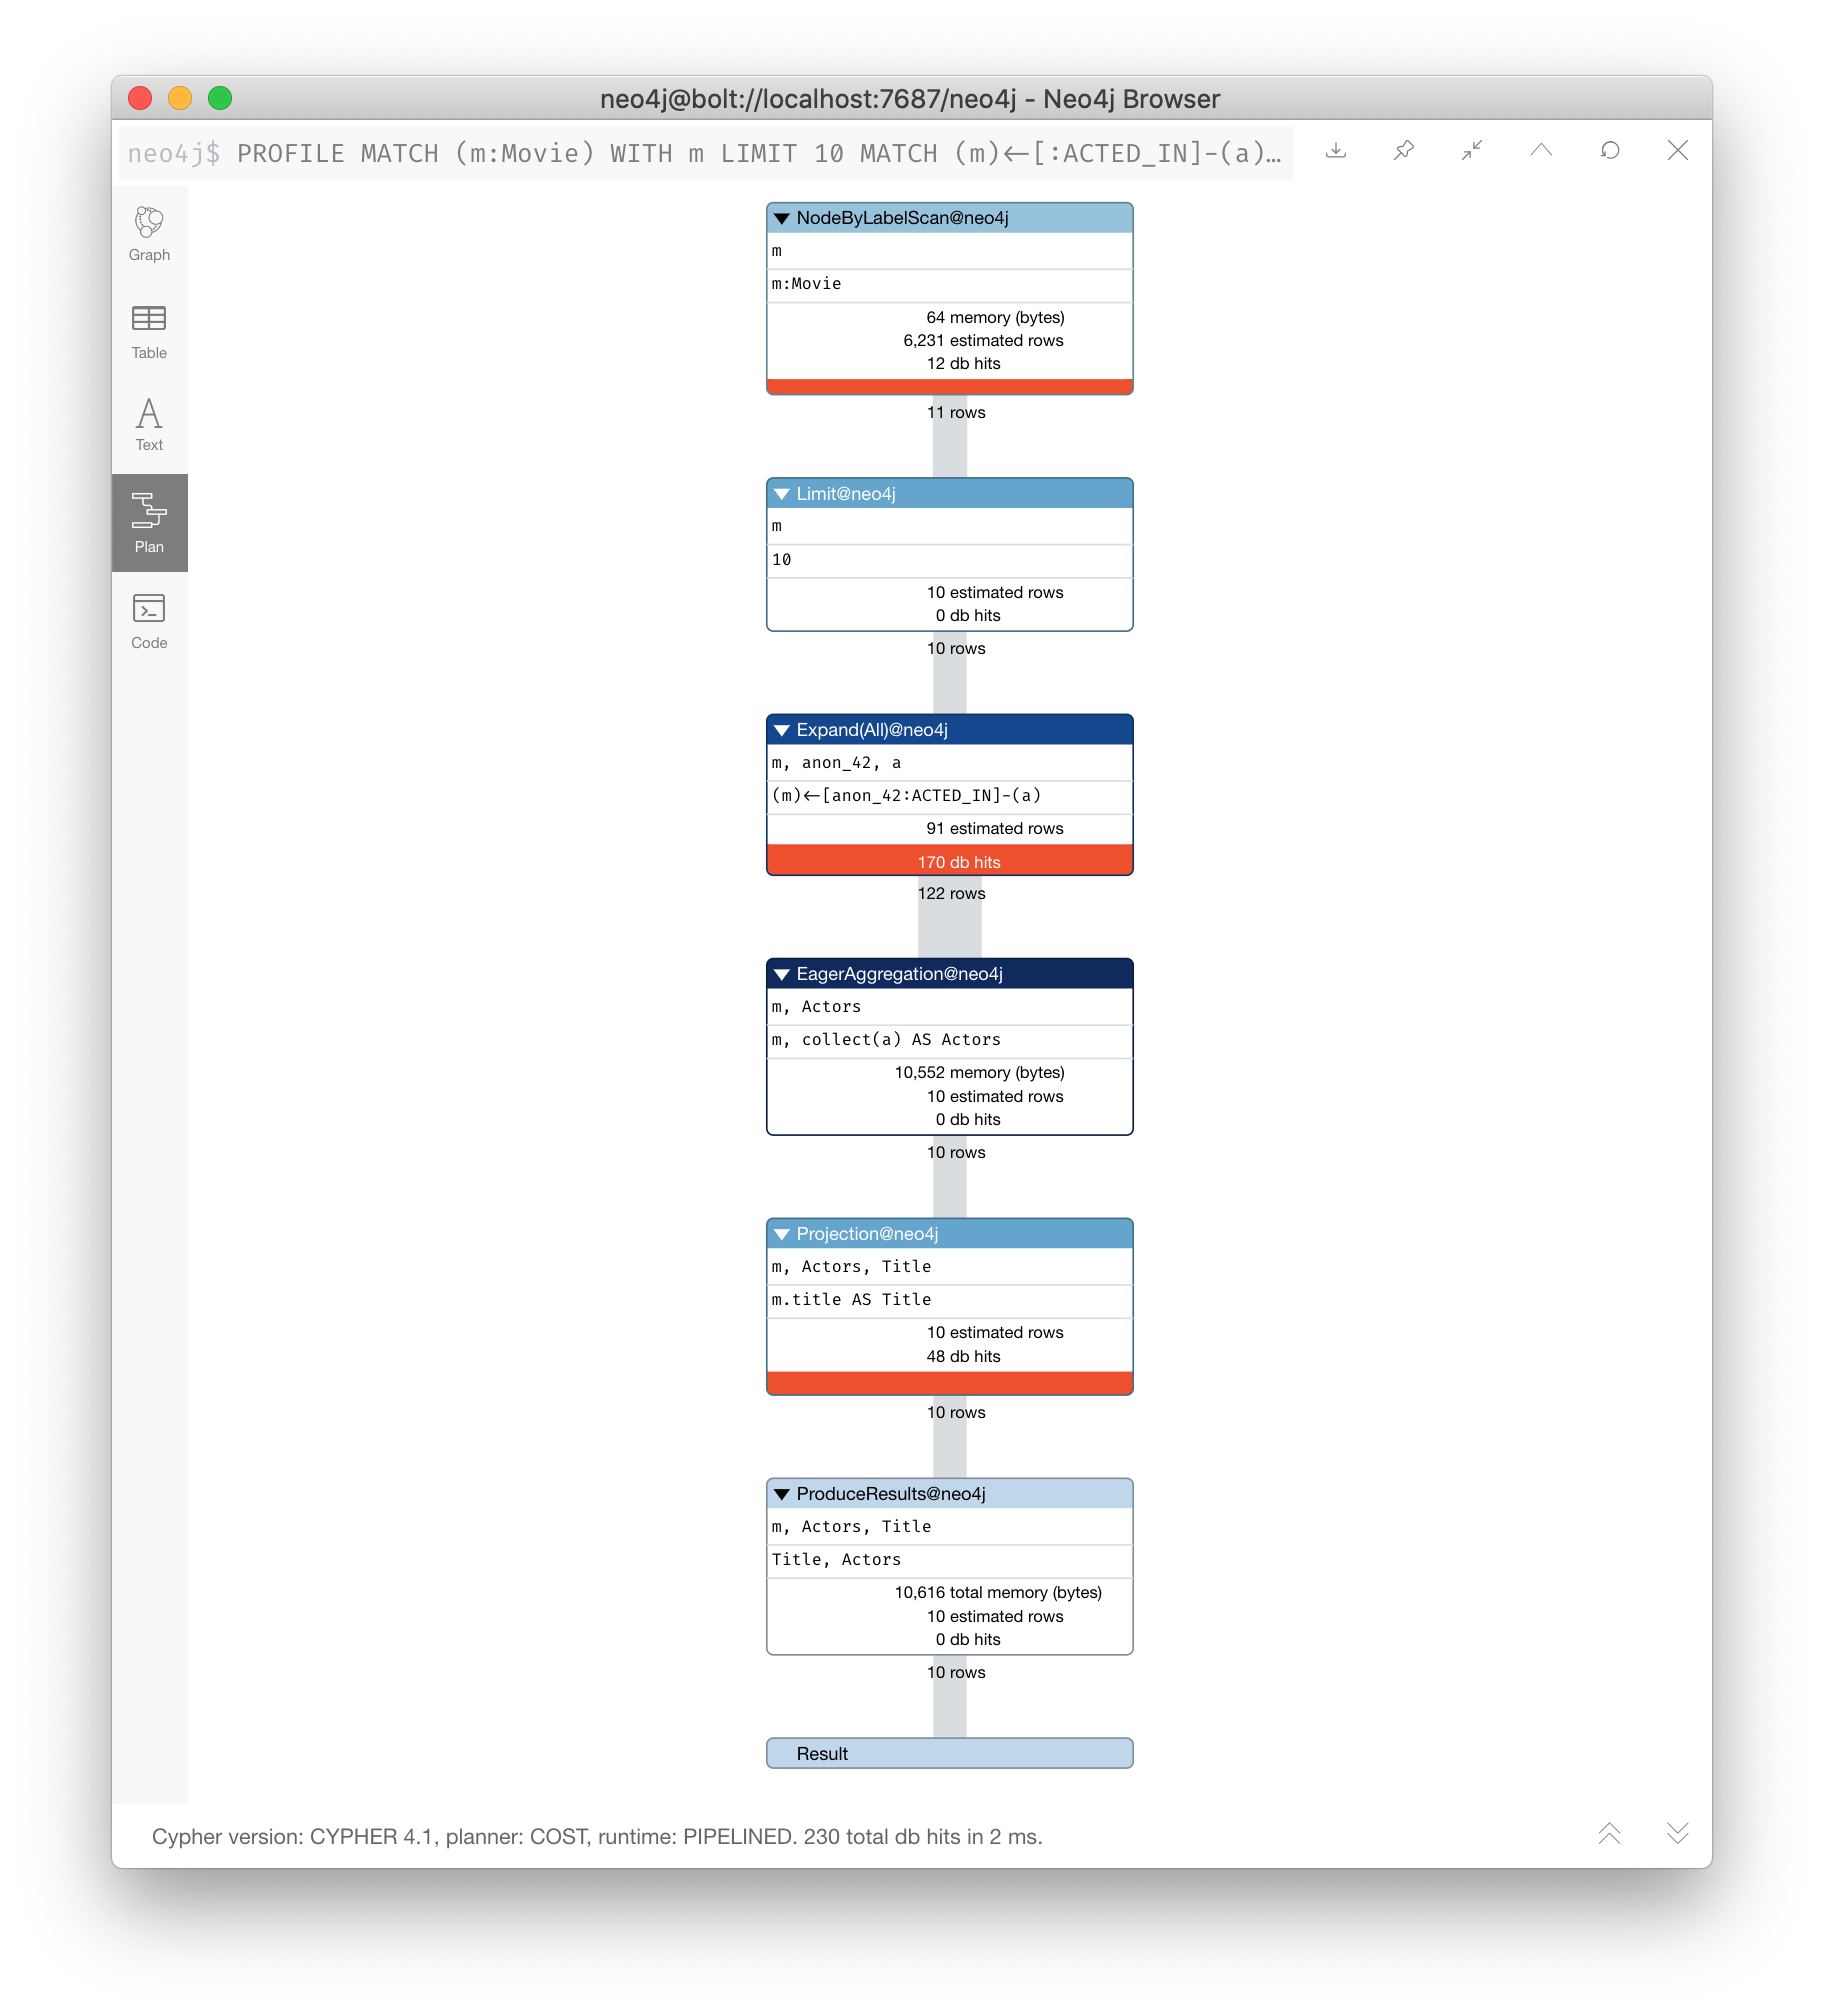 neo4j@bolt://localhost:7687/neo4j - Neo4j Browser
neo4j$ PROFILE MATCH (m:Movie) WITH m LIMIT 10 MATCH (m)<-[:ACTED_IN]-(a)…
Graph
Table
Text
Plan
Code
NodeByLabelScan@neo4j
m
m:Movie
64 memory (bytes)
6,231 estimated rows
12 db hits
11 rows
Limit@neo4j
m
10
10 estimated rows
0 db hits
10 rows
Expand(All)@neo4j
m, anon_42, a
(m)<-[anon_42:ACTED_IN]-(a)
91 estimated rows
170 db hits
122 rows
EagerAggregation@neo4j
m, Actors
m, collect(a) AS Actors
10,552 memory (bytes)
10 estimated rows
0 db hits
10 rows
Projection@neo4j
m, Actors, Title
m.title AS Title
10 estimated rows
48 db hits
10 rows
ProduceResults@neo4j
m, Actors, Title
Title, Actors
10,616 total memory (bytes)
10 estimated rows
0 db hits
10 rows
Result
Cypher version: CYPHER 4.1, planner: COST, runtime: PIPELINED. 230 total db hits in 2 ms.